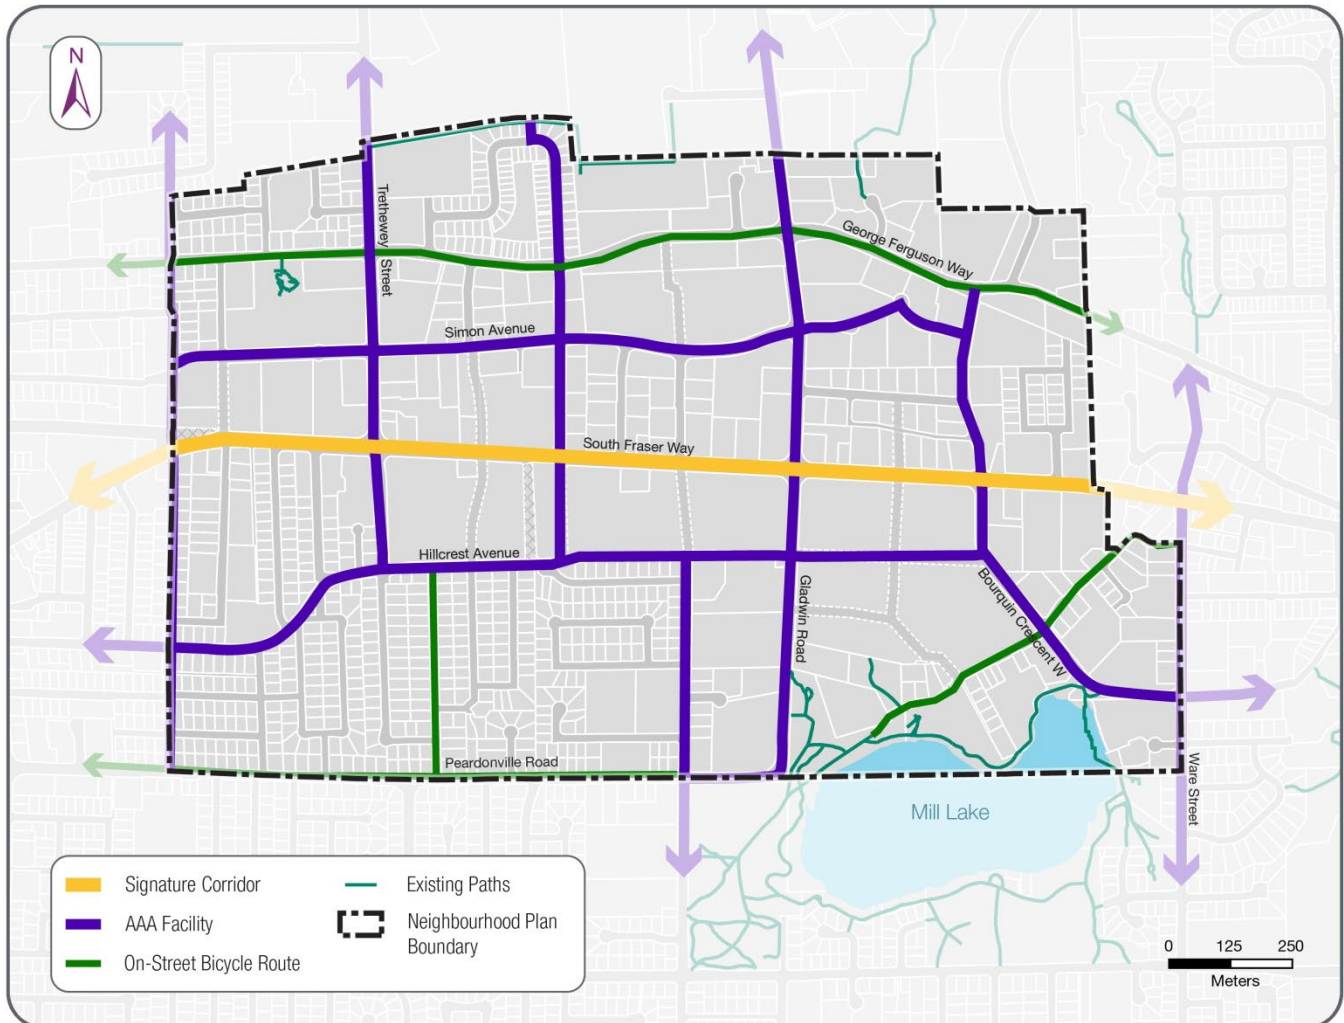 N
Trethewey Street
George Ferguson Way
Simon Avenue
South Fraser Way
Hillcrest Avenue
Bourquin Crescent W
Gladwin Road
Peardonville Road
Ware Street
Mill Lake
Signature Corridor
AAA Facility
On-Street Bicycle Route
Existing Paths
Neighbourhood Plan
Boundary
0 125 250
Meters